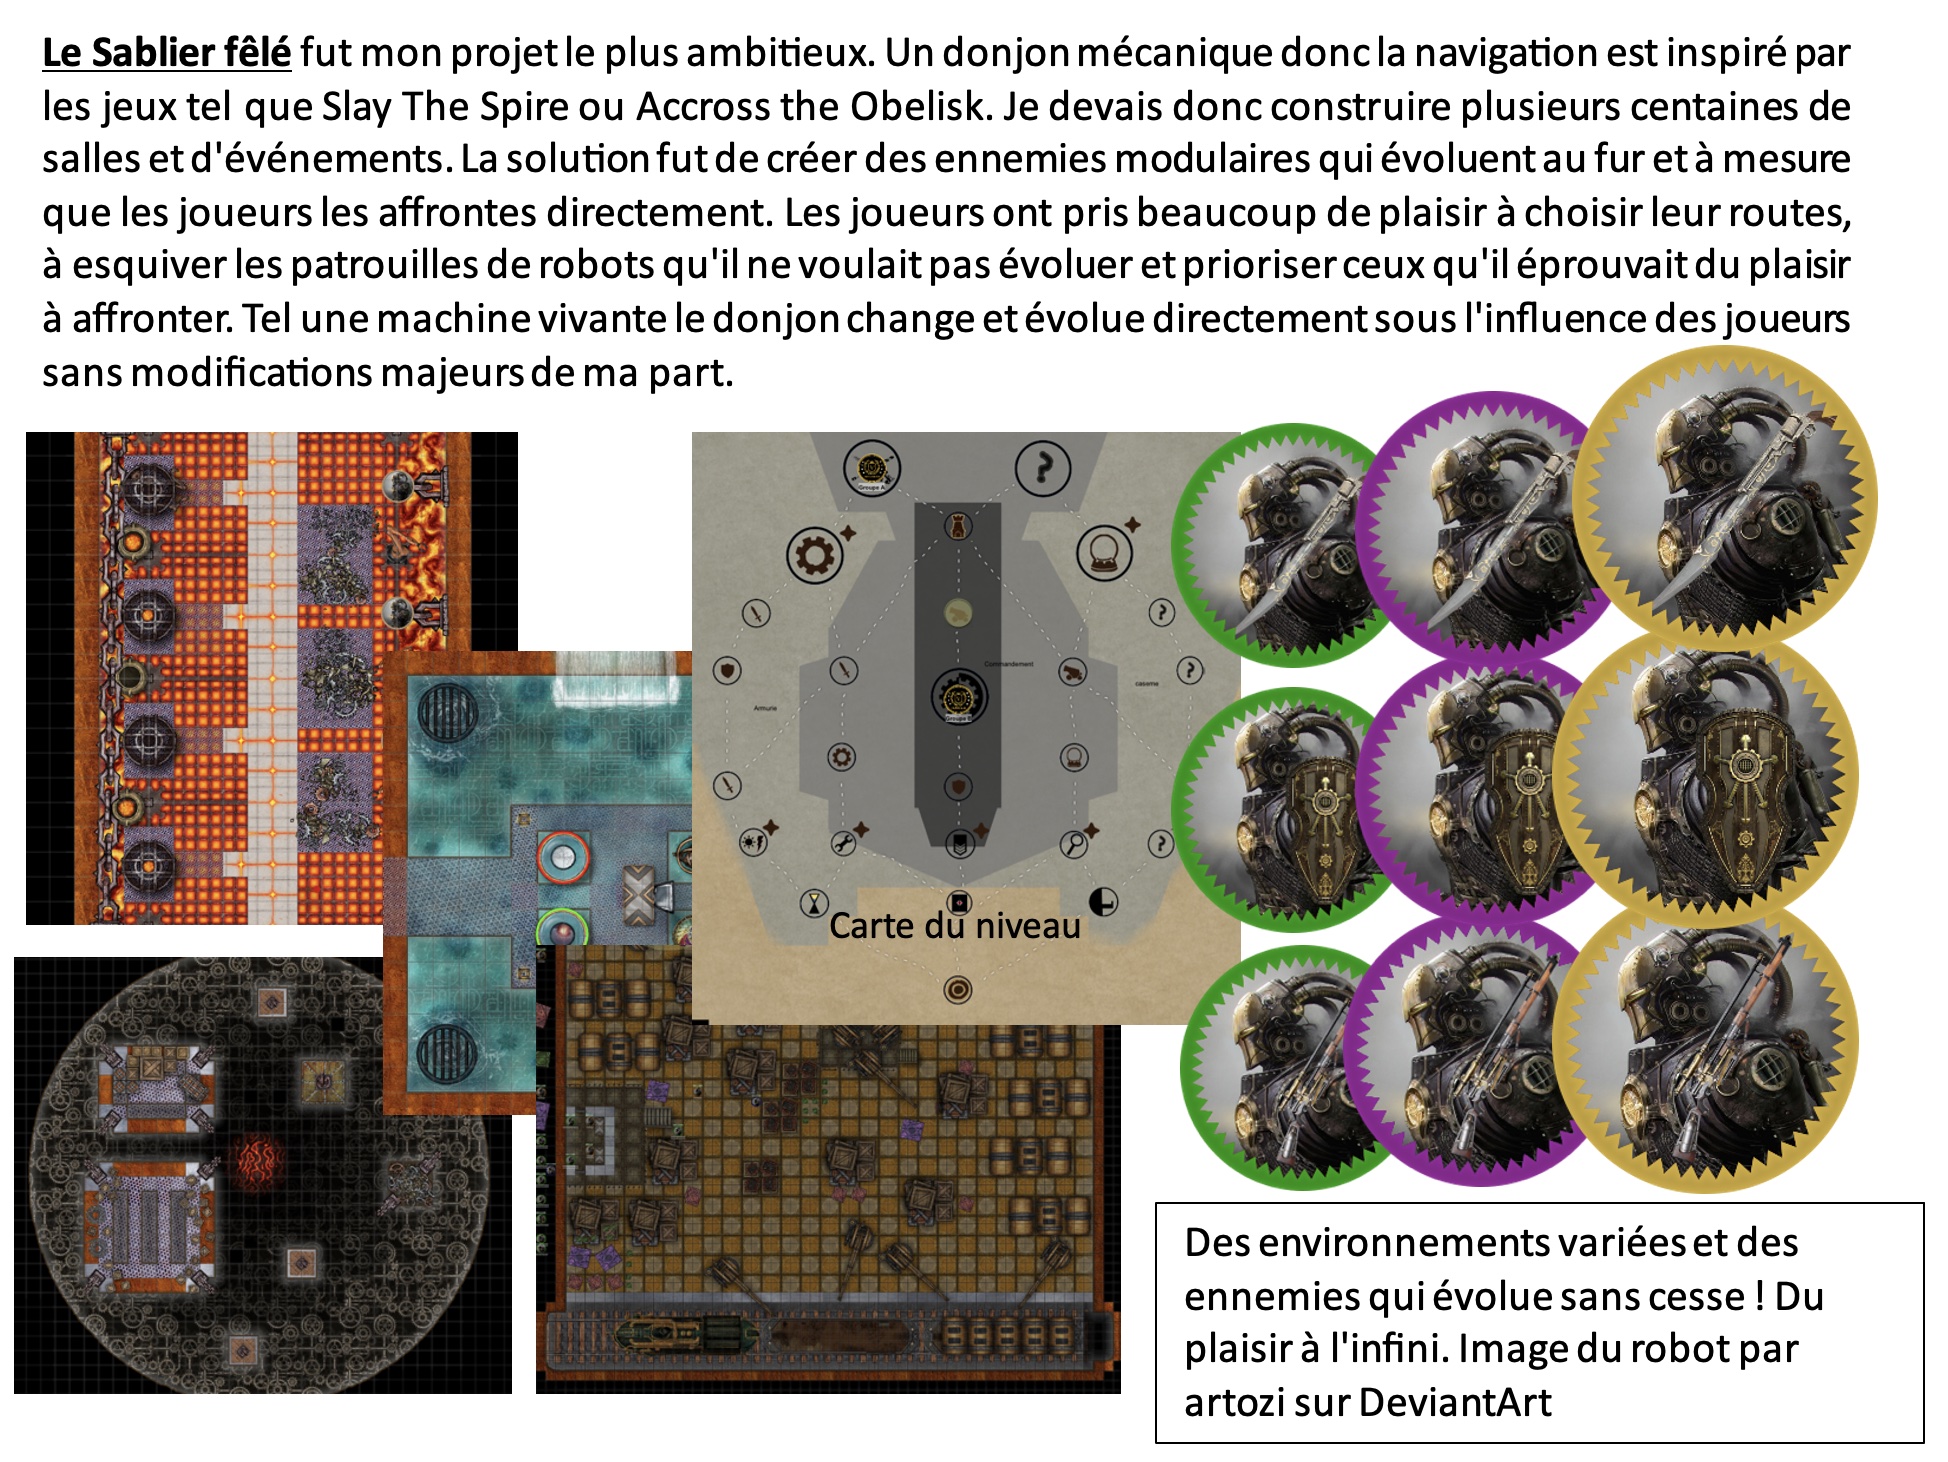 Le Sablier fêlé fut mon projet le plus ambitieux. Un donjon mécanique donc la navigation est inspiré par
les jeux tel que Slay The Spire ou Accross the Obelisk. Je devais donc construire plusieurs centaines de
salles et d'événements. La solution fut de créer des ennemies modulaires qui évoluent au fur et à mesure
que les joueurs les affrontes directement. Les joueurs ont pris beaucoup de plaisir à choisir leur routes,
à esquiver les patrouilles de robots qu'il ne voulait pas évoluer et prioriser ceux qu'il éprouvait du plaisir
à affronter. Tel une machine vivante le donjon change et évolue directement sous l'influence des joueurs
sans modifications majeurs de ma part.
Groupe A
?
Commandement
caserne
Armurie
Groupe B
?
?
?
Carte du niveau
Des environnements variées et des
ennemies qui évolue sans cesse ! Du
plaisir à l'infini. Image du robot par
artozi sur DeviantArt